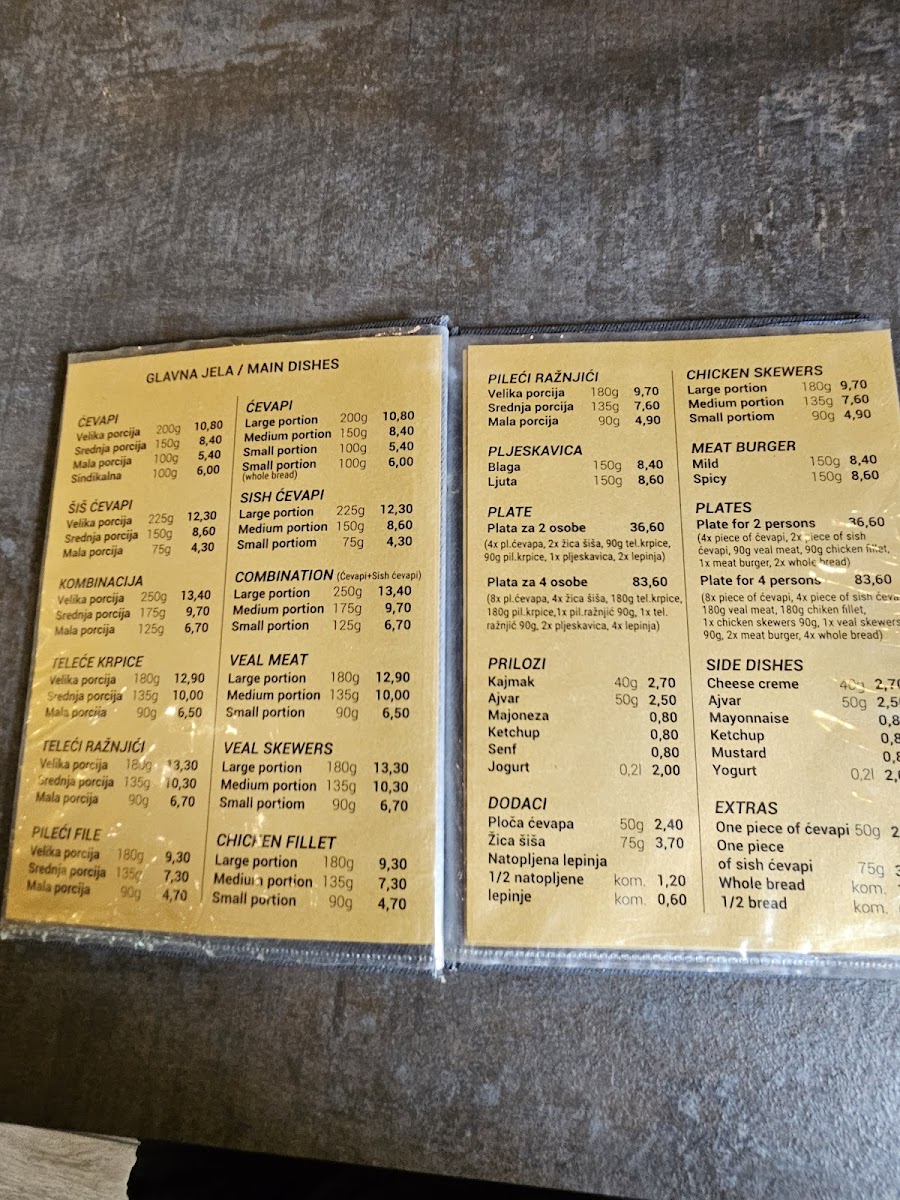 GLAVNA JELA / MAIN DISHES
ĆEVAPI
Velika porcija 200g 10,80
Srednja porcija 150g 8,40
Mala porcija 100g 5,40
Sindikalna 100g 6,00
ŠIŠ ĆEVAPI
Velika porcija 225g 12,30
Srednja porcija 150g 8,60
Mala porcija 75g 4,30
KOMBINACIJA
Velika porcija 250g 13,40
Srednja porcija 175g 9,70
Mala porcija 125g 6,70
TELEĆE KRPICE
Velika porcija 180g 12,90
Srednja porcija 135g 10,00
Mala porcija 90g 6,50
TELEĆI RAŽNJIĆI
Velika porcija 180g 13,30
Srednja porcija 135g 10,30
Mala porcija 90g 6,70
PILEĆI FILE
Velika porcija 180g 9,30
Srednja porcija 135g 7,30
Mala porcija 90g 4,70
ĆEVAPI
Large portion 200g 10,80
Medium portion 150g 8,40
Small portion 100g 5,40
Small portion 100g 6,00
(whole bread)
SISH ĆEVAPI
Large portion 225g 12,30
Medium portion 150g 8,60
Small portiom 75g 4,30
COMBINATION (Ćevapi+Sish ćevapi)
Large portion 250g 13,40
Medium portion 175g 9,70
Small portion 125g 6,70
VEAL MEAT
Large portion 180g 12,90
Medium portion 135g 10,00
Small portion 90g 6,50
VEAL SKEWERS
Large portion 180g 13,30
Medium portion 135g 10,30
Small portiom 90g 6,70
CHICKEN FILLET
Large portion 180g 9,30
Medium portion 135g 7,30
Small portion 90g 4,70
PILEĆI RAŽNJIĆI
Velika porcija 180g 9,70
Srednja porcija 135g 7,60
Mala porcija 90g 4,90
PLJESKAVICA
Blaga 150g 8,40
Ljuta 150g 8,60
PLATE
Plata za 2 osobe 36,60
(4x pl.ćevapa, 2x žica šiša, 90g tel.krpice,
90g pil.krpice, 1x pljeskavica, 2x lepinja)
Plata za 4 osobe 83,60
(8x pl.ćevapa, 4x žica šiša, 180g tel.krpice,
180g pil.krpice,1x pil.ražnjić 90g, 1x tel.
ražnjić 90g, 2x pljeskavica, 4x lepinja)
PRILOZI
Kajmak 40g 2,70
Ajvar 50g 2,50
Majoneza 0,80
Ketchup 0,80
Senf 0,80
Jogurt 0,2l 2,00
DODACI
Ploča ćevapa 50g 2,40
Žica šiša 75g 3,70
Natopljena lepinja
1/2 natopljene kom. 1,20
lepinje kom. 0,60
CHICKEN SKEWERS
Large portion 180g 9,70
Medium portion 135g 7,60
Small portiom 90g 4,90
MEAT BURGER
Mild 150g 8,40
Spicy 150g 8,60
PLATES
Plate for 2 persons 36,60
(4x piece of ćevapi, 2x piece of sish
ćevapi, 90g veal meat, 90g chicken fillet,
1x meat burger, 2x whole bread)
Plate for 4 persons 83,60
(8x piece of ćevapi, 4x piece of sish
180g veal meat, 180g chiken fillet,
1x chicken skewers 90g, 1x veal skewers
90g, 2x meat burger, 4x whole bread)
SIDE DISHES
Cheese creme 40g 2,70
Ajvar 50g 2,5
Mayonnaise 0,8
Ketchup 0,8
Mustard 0,8
Yogurt 0,2l 2,
EXTRAS
One piece of ćevapi 50g 2
One piece
of sish ćevapi 75g
Whole bread kom.
1/2 bread kom.